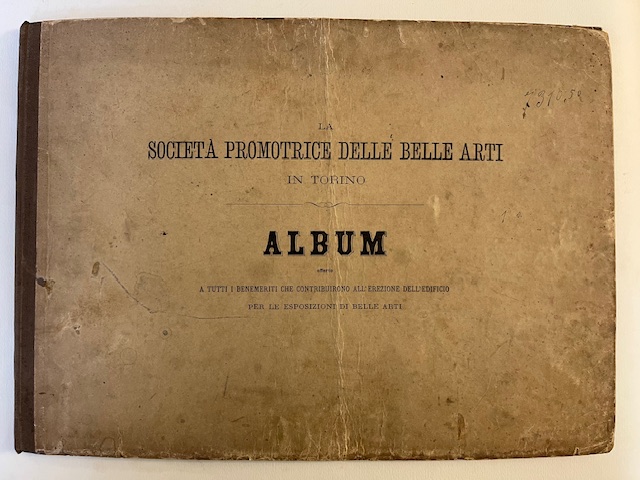 LA
SOCIETÀ PROMOTRICE DELLE BELLE ARTI
IN TORINO
ALBUM
offerto
A TUTTI I BENEMERITI CHE CONTRIBUIRONO ALL'EREZIONE DELL'EDIFICIO
PER LE ESPOSIZIONI DI BELLE ARTI